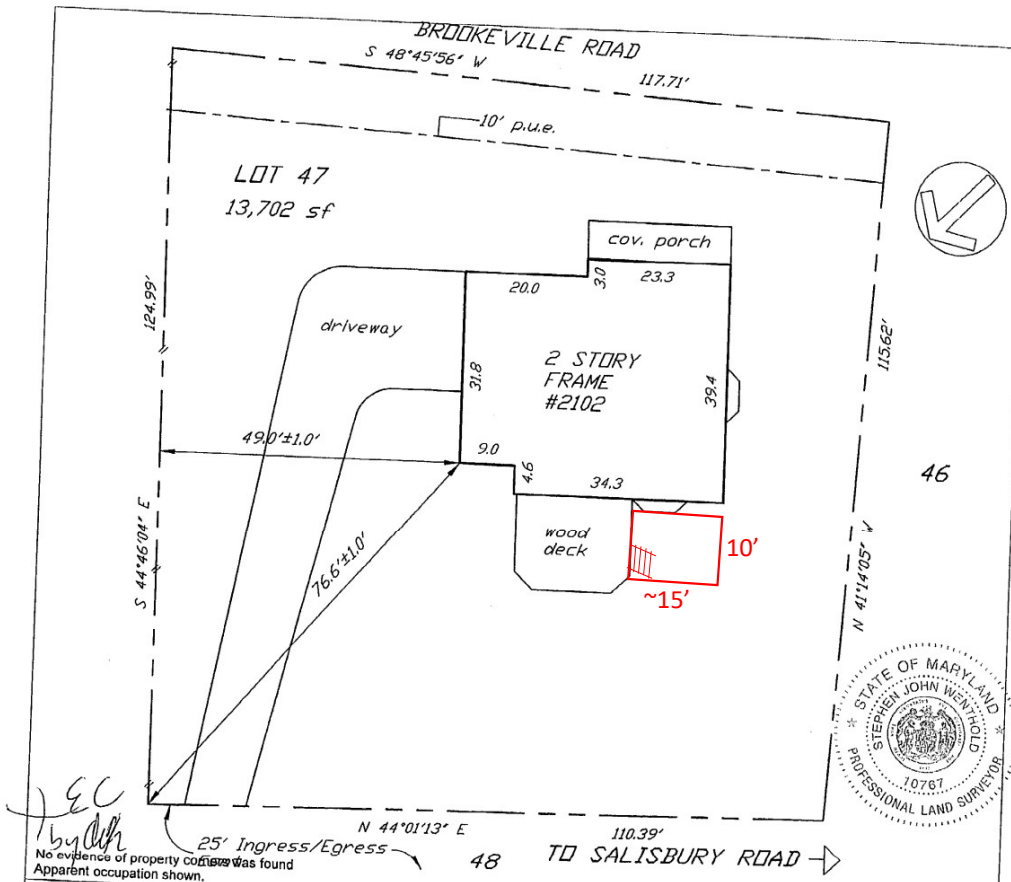 BROOKEVILLE ROAD
S 48°45'56" W
117.71'
10' p.u.e.
LOT 47
13,702 sf
cov. porch
20.0
3.0
23.3
124.99'
driveway
115.62'
2 STORY
FRAME
#2102
31.8
39.4
49.0'±1.0'
9.0
4.6
34.3
46
wood
deck
10'
~15'
76.6'±1.0'
S 44°46'04" E
N 41°14'05" W
STATE OF MARYLAND
STEPHEN JOHN WENTHOLD
10767
PROFESSIONAL LAND SURVEYOR
EC
by
N 44°01'13" E
110.39'
25' Ingress/Egress
48
TO SALISBURY ROAD
No evidence of property corners was found
Apparent occupation shown.